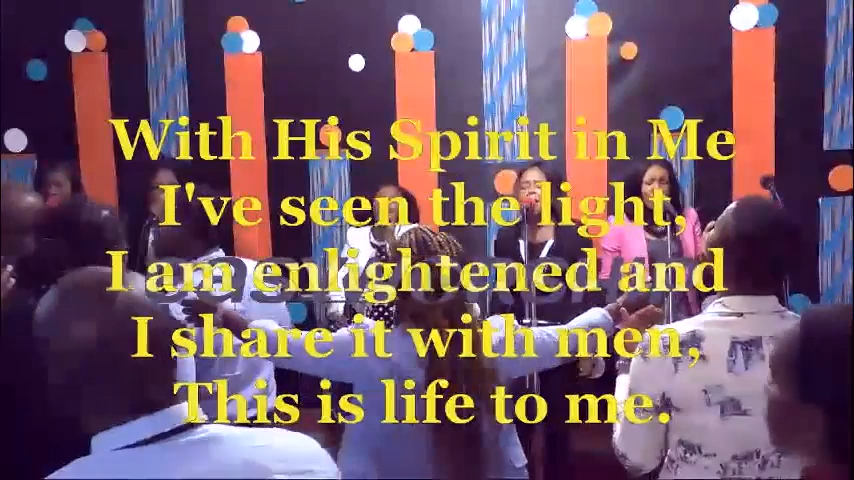 With His Spirit in Me
I've seen the light,
I am enlightened and
I share it with men,
This is life to me.